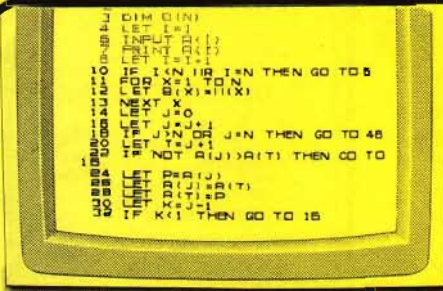 3 DIM B(N)
4 LET I=1
5 INPUT A(I)
7 PRINT A(I)
8 LET I=I+1
10 IF I<N OR I=N THEN GO TO 5
11 FOR X=1 TO N
12 LET B(X)=A(X)
13 NEXT X
14 LET J=0
15 LET J=J+1
18 IF J>N OR J=N THEN GO TO 48
20 LET T=J+1
22 IF NOT A(J)>A(T) THEN GO TO
15
24 LET P=A(J)
26 LET A(J)=A(T)
28 LET A(T)=P
30 LET K=J-1
32 IF K<1 THEN GO TO 15